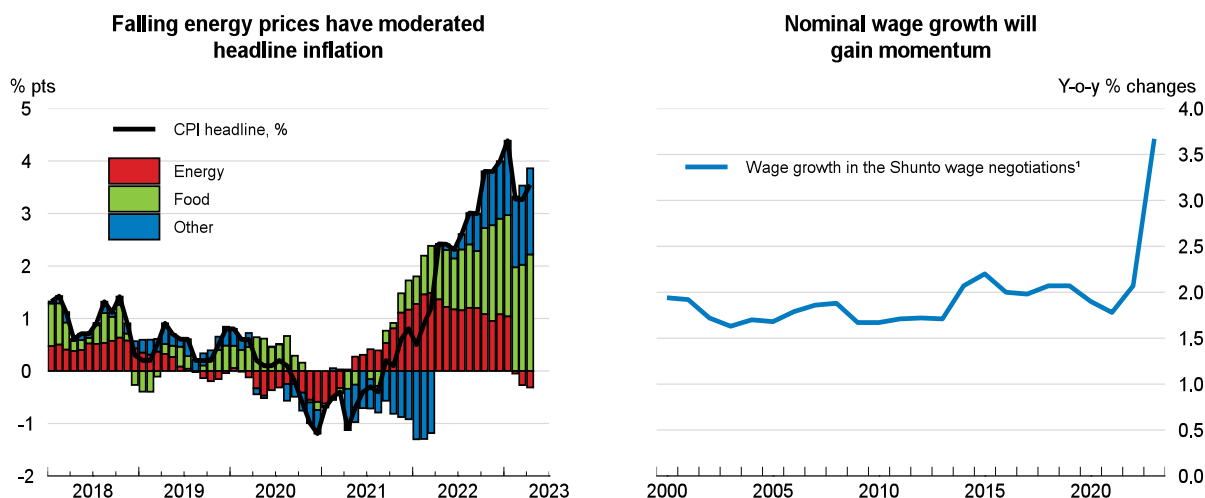 Falling energy prices have moderated
headline inflation
% pts
5
4
3
2
1
0
-1
-2
CPI headline, %
Energy
Food
Other
2018 2019 2020 2021 2022 2023
Nominal wage growth will
gain momentum
Y-o-y % changes
4.0
3.5
3.0
2.5
2.0
1.5
1.0
0.5
0.0
Wage growth in the Shunto wage negotiations¹
2000 2005 2010 2015 2020